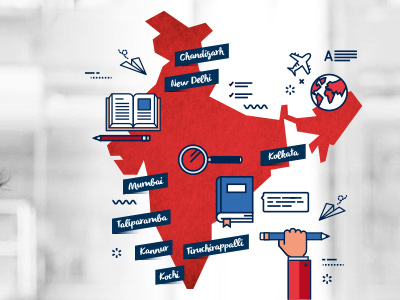 Chandigarh
New Delhi
A
Kolkata
Mumbai
Taliparamba
Kannur
Tiruchirappalli
Kochi